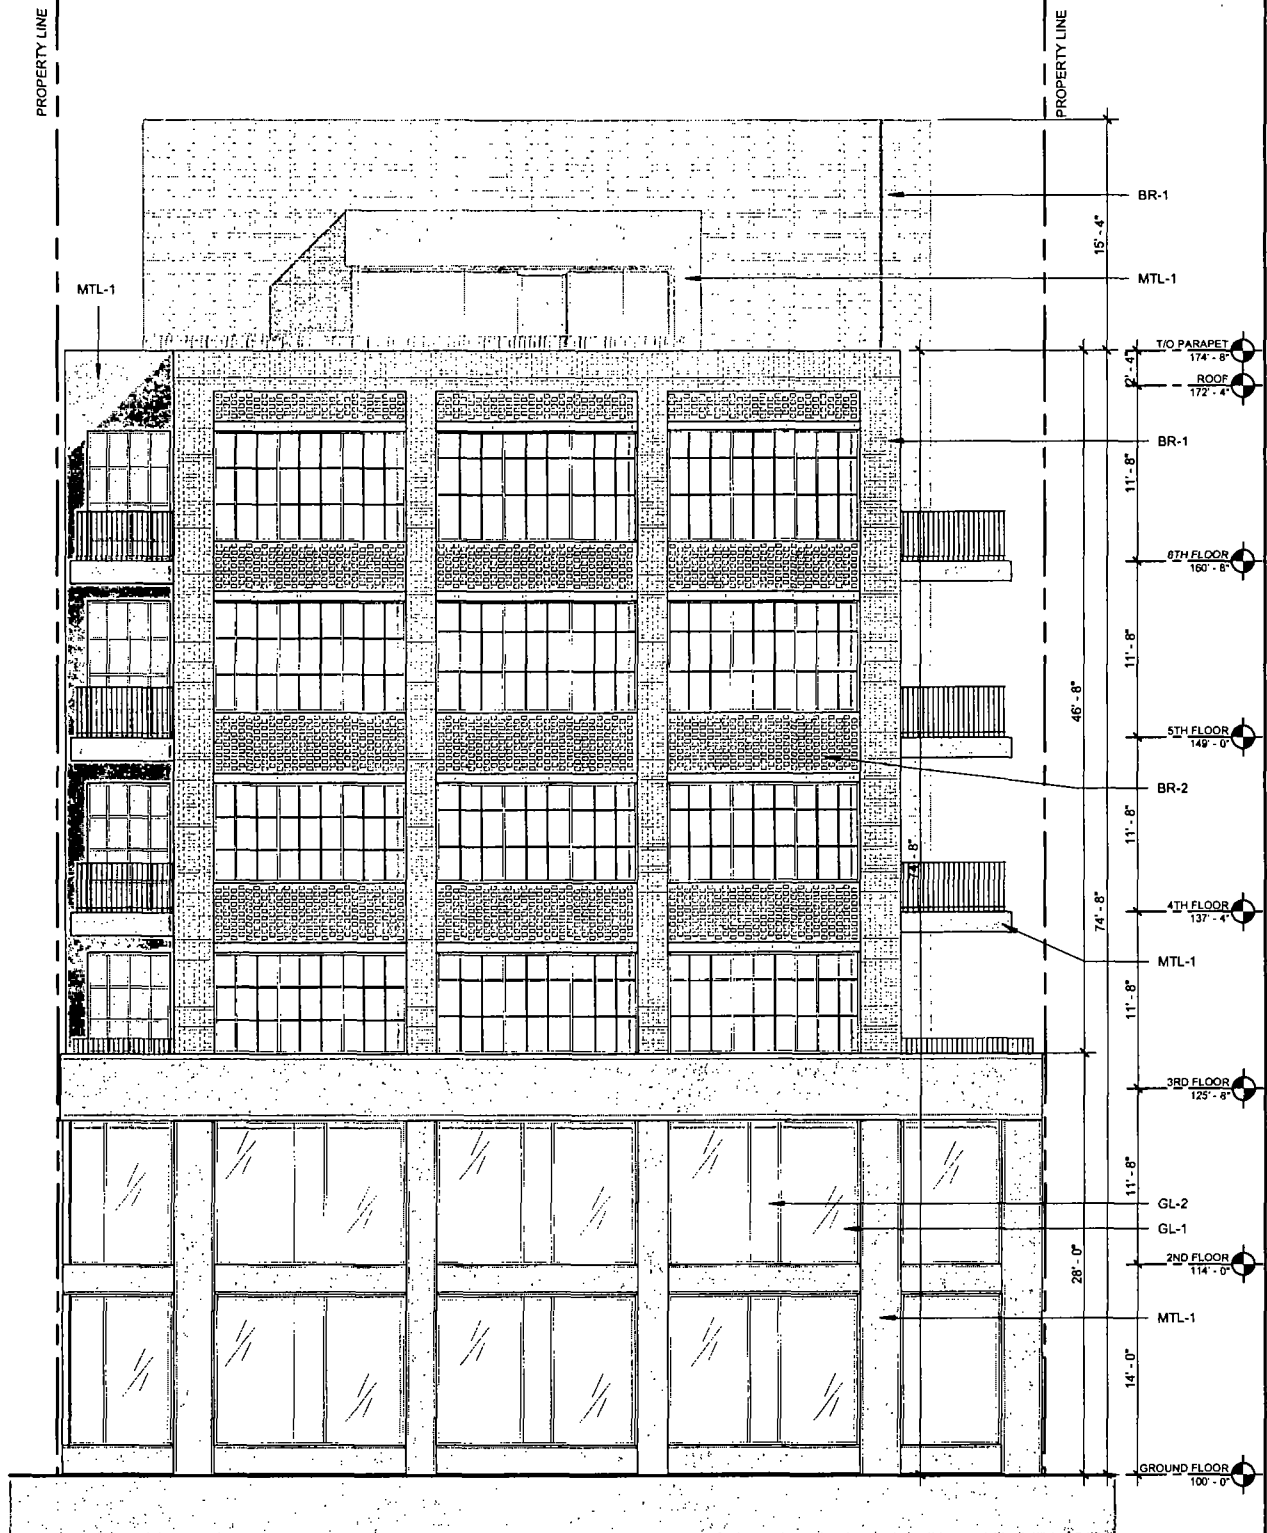 PROPERTY LINE
PROPERTY LINE
BR-1
15' - 4"
MTL-1
MTL-1
T/O PARAPET
174' - 8"
2' - 4"
ROOF
172' - 4"
BR-1
11' - 8"
6TH FLOOR
160' - 8"
11' - 8"
46' - 8"
5TH FLOOR
149' - 0"
BR-2
11' - 8"
74' - 8"
4TH FLOOR
137' - 4"
74' - 8"
MTL-1
11' - 8"
3RD FLOOR
125' - 8"
11' - 8"
GL-2
GL-1
28' - 0"
2ND FLOOR
114' - 0"
MTL-1
14' - 0"
GROUND FLOOR
100' - 0"